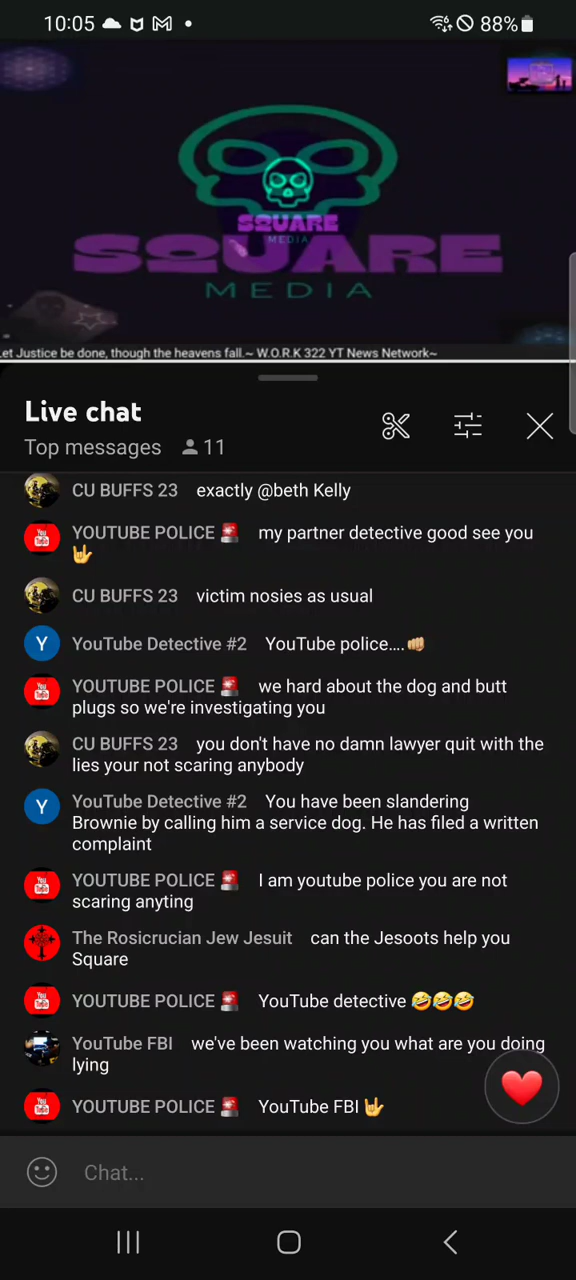 10:05
88%
SQUARE
MEDIA
SQUARE
MEDIA
et Justice be done, though the heavens fall.~ W.O.R.K 322 YT News Network~
Live chat
Top messages 11
CU BUFFS 23 exactly @beth Kelly
YOUTUBE POLICE 🚨 my partner detective good see you
🤟
CU BUFFS 23 victim nosies as usual
Y YouTube Detective #2 YouTube police....👊🏼
YOUTUBE POLICE 🚨 we hard about the dog and butt
plugs so we're investigating you
CU BUFFS 23 you don't have no damn lawyer quit with the
lies your not scaring anybody
Y YouTube Detective #2 You have been slandering
Brownie by calling him a service dog. He has filed a written
complaint
YOUTUBE POLICE 🚨 I am youtube police you are not
scaring anyting
The Rosicrucian Jew Jesuit can the Jesoots help you
Square
YOUTUBE POLICE 🚨 YouTube detective 🤣🤣🤣
YouTube FBI we've been watching you what are you doing
lying
YOUTUBE POLICE 🚨 YouTube FBI 🤟
Chat...